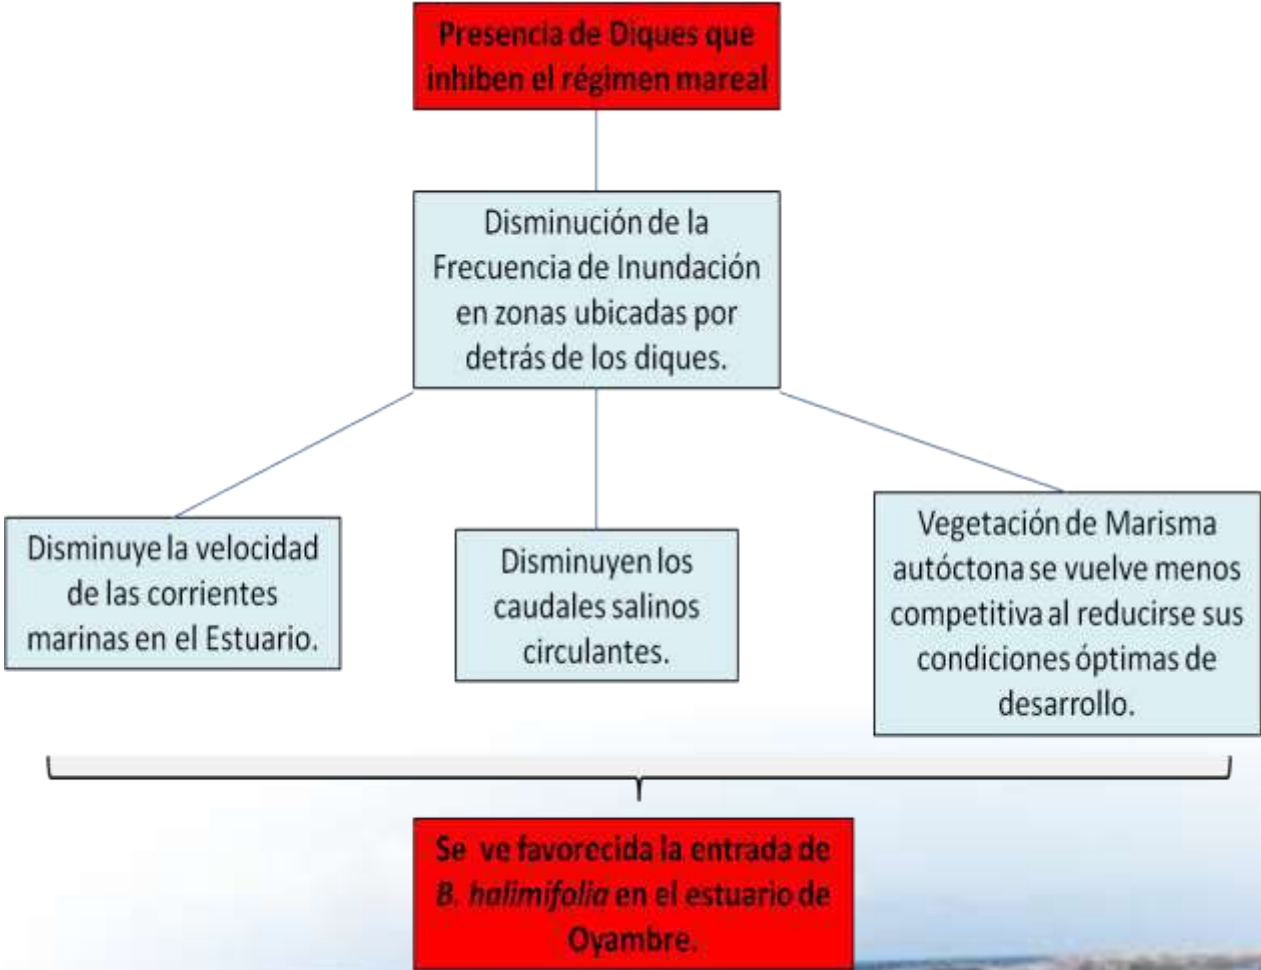 Presencia de Diques que
inhiben el régimen mareal
Disminución de la
Frecuencia de Inundación
en zonas ubicadas por
detrás de los diques.
Disminuye la velocidad
de las corrientes
marinas en el Estuario.
Disminuyen los
caudales salinos
circulantes.
Vegetación de Marisma
autóctona se vuelve menos
competitiva al reducirse sus
condiciones óptimas de
desarrollo.
Se ve favorecida la entrada de
B. halimifolia en el estuario de
Oyambre.